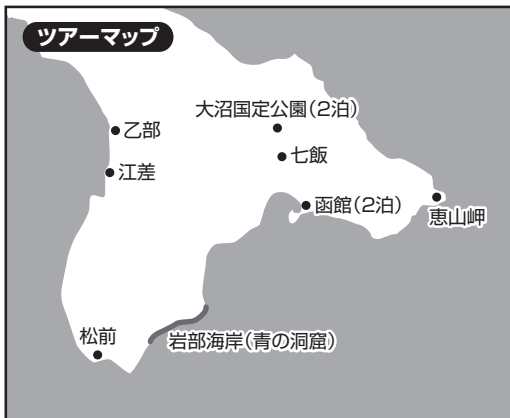 ツアーマップ
大沼国定公園(2泊)
乙部
七飯
江差
函館(2泊)
恵山岬
松前
岩部海岸(青の洞窟)